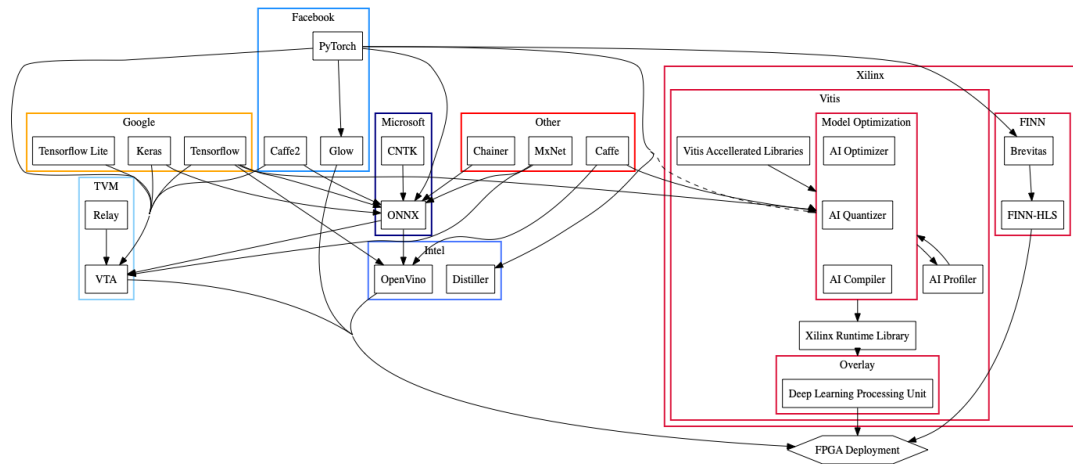 Facebook
PyTorch
Xilinx
Vitis
Google
Microsoft
Other
Model Optimization
FINN
Tensorflow Lite
Keras
Tensorflow
Caffe2
Glow
CNTK
Chainer
MxNet
Caffe
Vitis Accellerated Libraries
AI Optimizer
Brevitas
TVM
Relay
ONNX
AI Quantizer
FINN-HLS
Intel
VTA
OpenVino
Distiller
AI Compiler
AI Profiler
Xilinx Runtime Library
Overlay
Deep Learning Processing Unit
FPGA Deployment